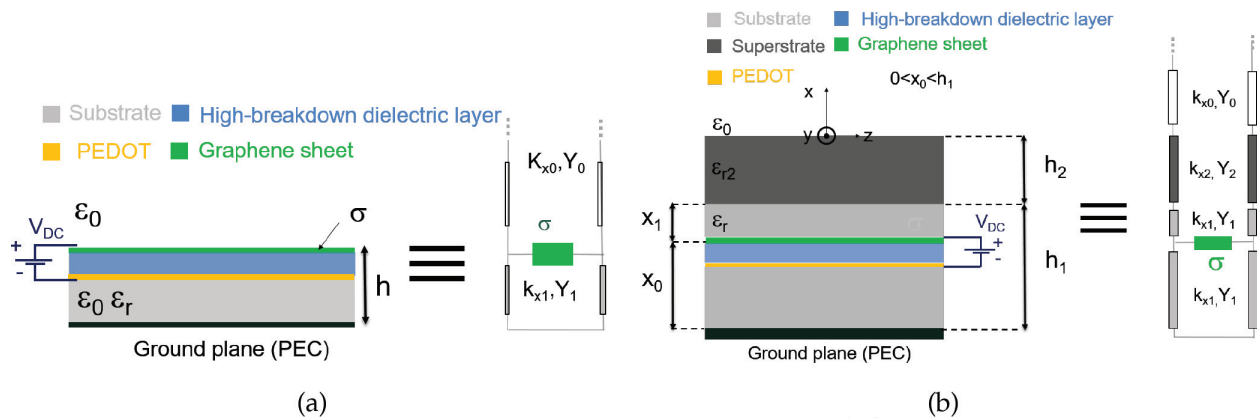 Substrate High-breakdown dielectric layer
PEDOT Graphene sheet
ε0
σ
VDC
+
-
ε0 εr
h
Ground plane (PEC)
Kx0,Y0
σ
kx1,Y1
(a)
Substrate High-breakdown dielectric layer
Superstrate Graphene sheet
PEDOT 0<x0<h1
x
ε0
y z
εr2
h2
x1
εr
σ
VDC
+
-
x0
h1
Ground plane (PEC)
kx0,Y0
kx2,Y2
kx1,Y1
σ
kx1,Y1
(b)